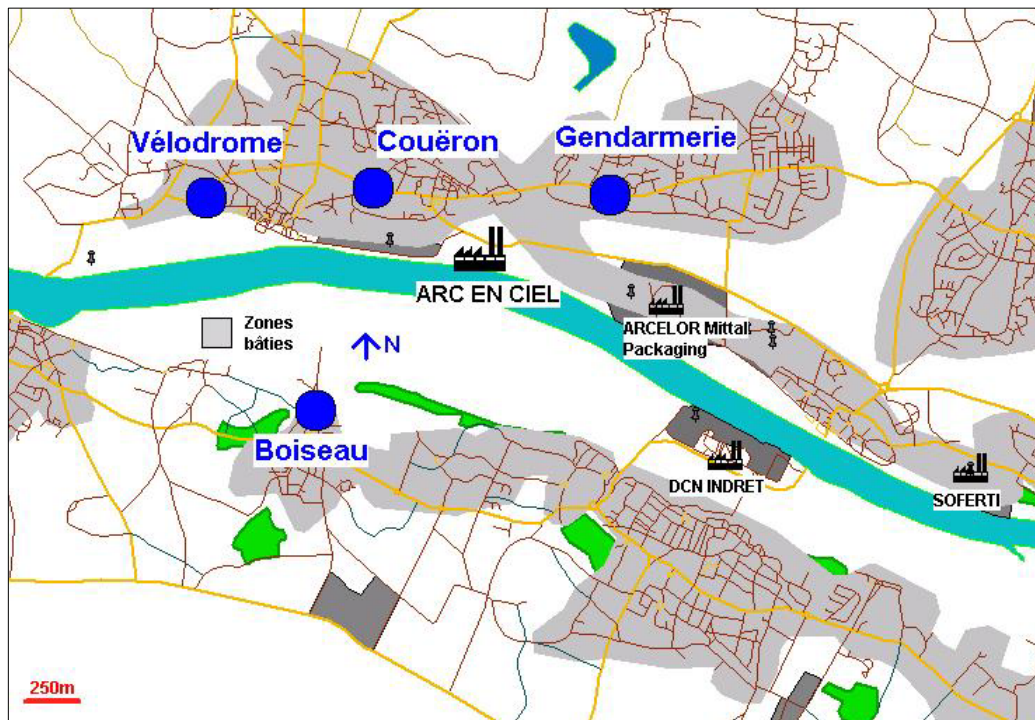 Vélodrome
Couëron
Gendarmerie
ARC EN CIEL
ARCELOR Mittal
Packaging
Zones
bâties
N
Boiseau
DCN INDRET
SOFERTI
250m